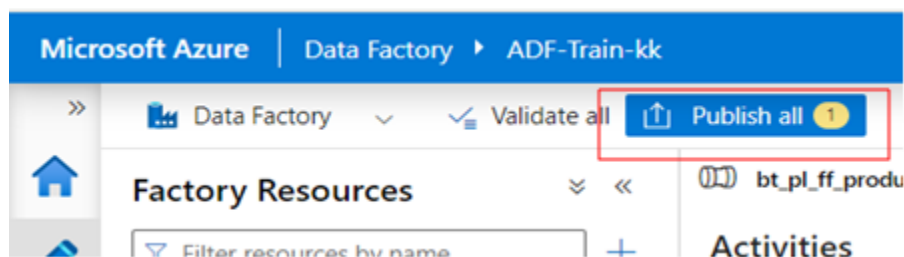 Microsoft Azure | Data Factory ▸ ADF-Train-kk
Data Factory Validate all Publish all 1
Factory Resources
bt_pl_ff_produ
Filter resources by name
Activities